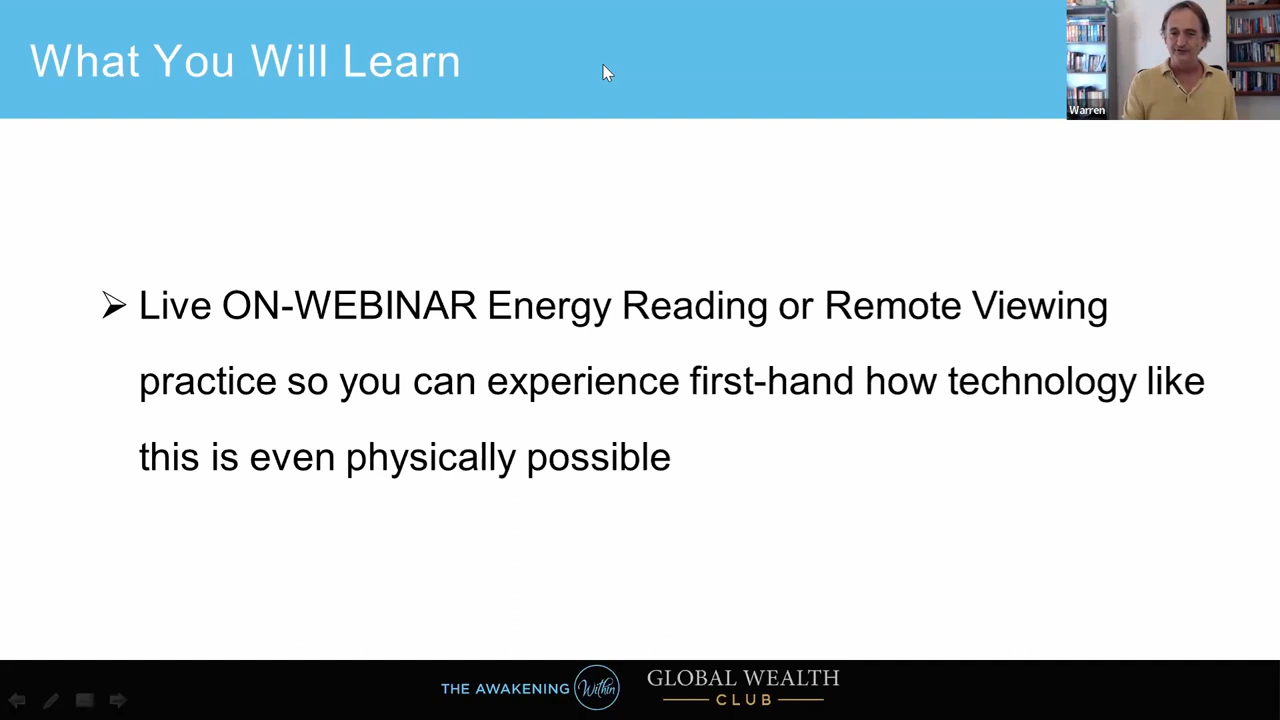 What You Will Learn
Warren
Live ON-WEBINAR Energy Reading or Remote Viewing
practice so you can experience first-hand how technology like
this is even physically possible
THE AWAKENING Within
GLOBAL WEALTH
CLUB